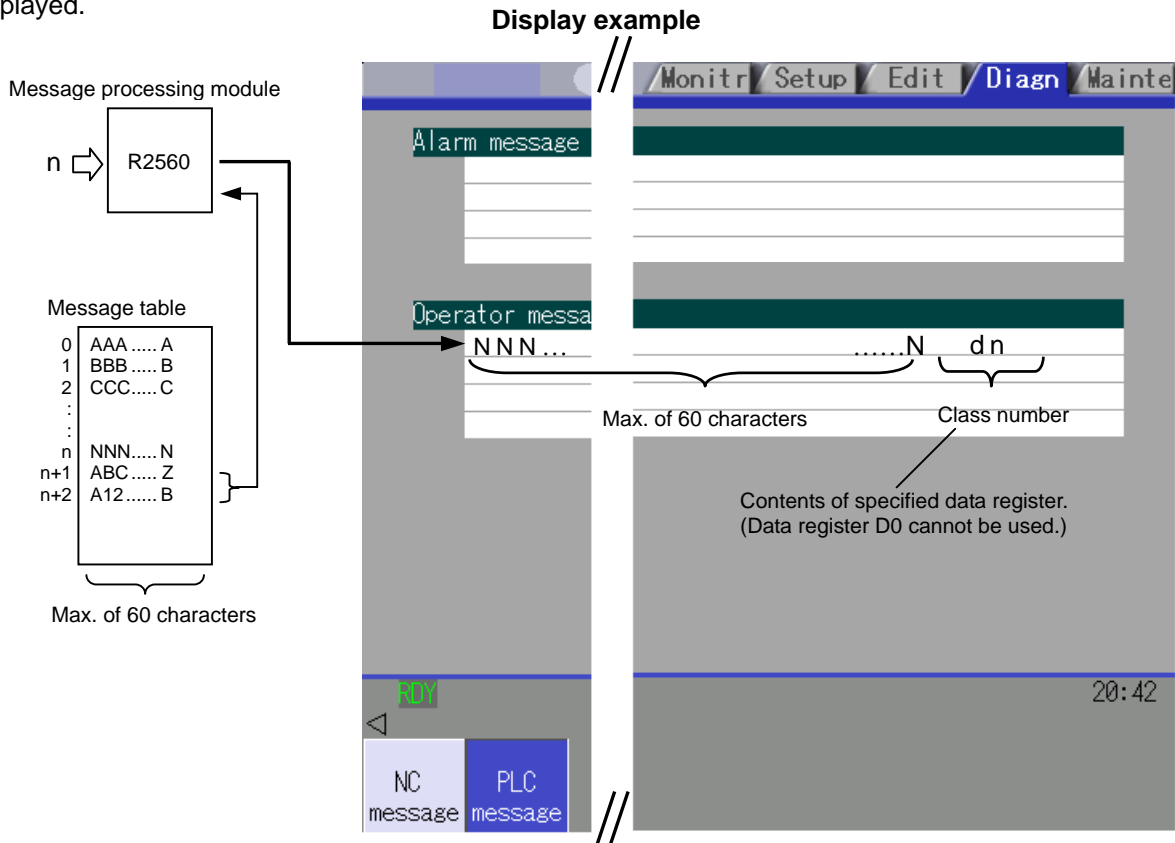 played.
Display example
Message processing module
n
R2560
Message table
0 AAA ..... A
1 BBB ..... B
2 CCC..... C
:
:
n NNN..... N
n+1 ABC ..... Z
n+2 A12 ...... B
Max. of 60 characters
Monitr Setup Edit Diagn Mainte
Alarm message
Operator messa
NNN... ......N dn
Max. of 60 characters
Class number
Contents of specified data register.
(Data register D0 cannot be used.)
RDY
20:42
NC
message
PLC
message